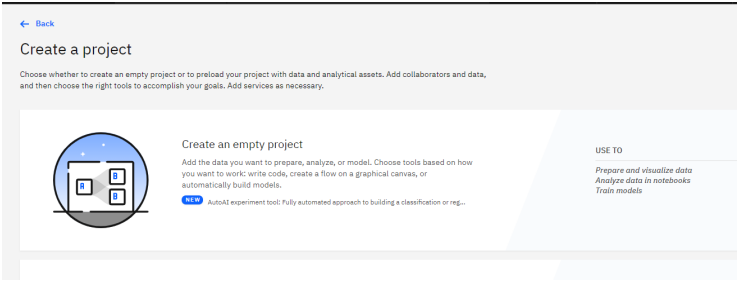 ← Back
Create a project
Choose whether to create an empty project or to preload your project with data and analytical assets. Add collaborators and data,
and then choose the right tools to accomplish your goals. Add services as necessary.
Create an empty project
Add the data you want to prepare, analyze, or model. Choose tools based on how
you want to work: write code, create a flow on a graphical canvas, or
automatically build models.
NEW AutoAI experiment tool: Fully automated approach to building a classification or reg...
USE TO
Prepare and visualize data
Analyze data in notebooks
Train models
A
B
B